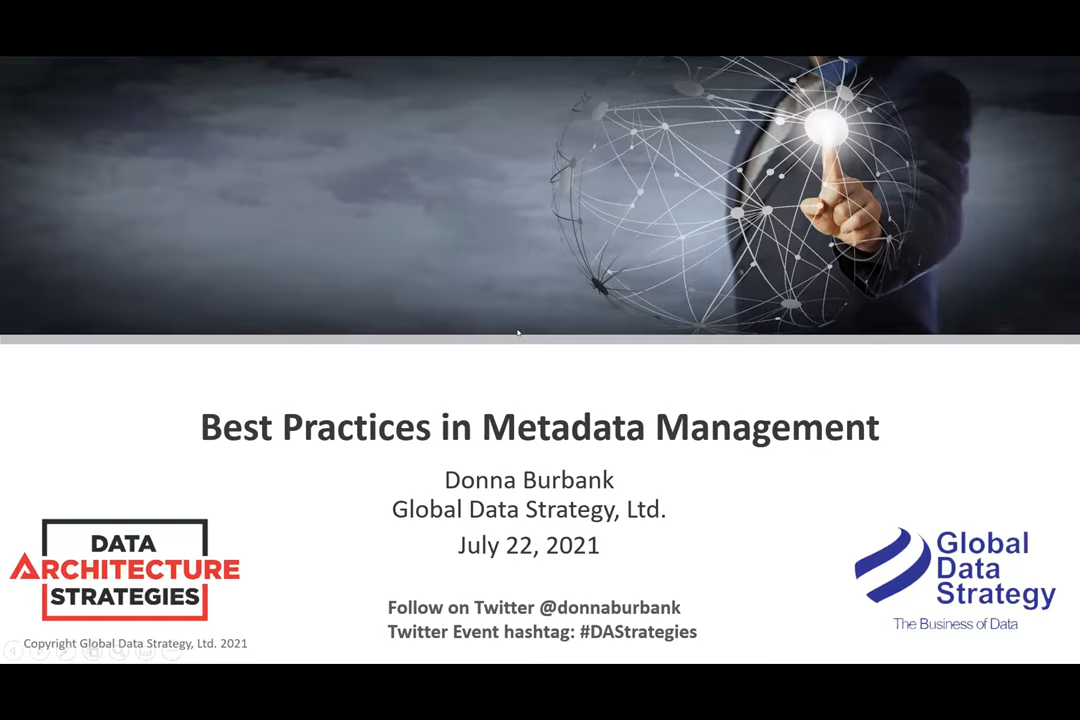 Best Practices in Metadata Management
Donna Burbank
Global Data Strategy, Ltd.
July 22, 2021
DATA
ARCHITECTURE
STRATEGIES
Global
Data
Strategy
The Business of Data
Follow on Twitter @donnaburbank
Twitter Event hashtag: #DAStrategies
Copyright Global Data Strategy, Ltd. 2021